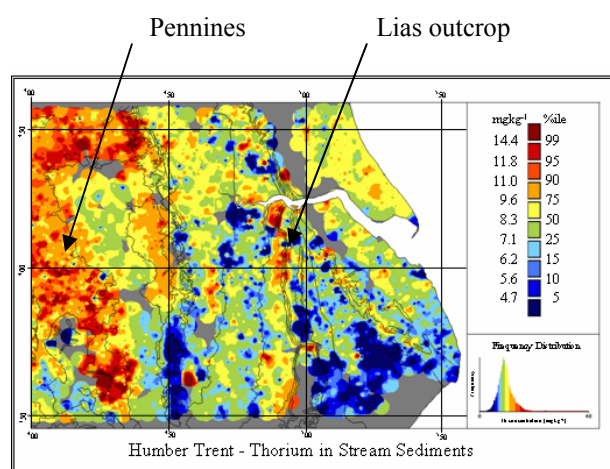 Pennines
Lias outcrop
mgkg⁻¹ %ile
14.4 99
11.8 95
11.0 90
9.6 75
8.3 50
7.1 25
6.2 15
5.6 10
4.7 5
Frequency Distribution
Humber Trent - Thorium in Stream Sediments